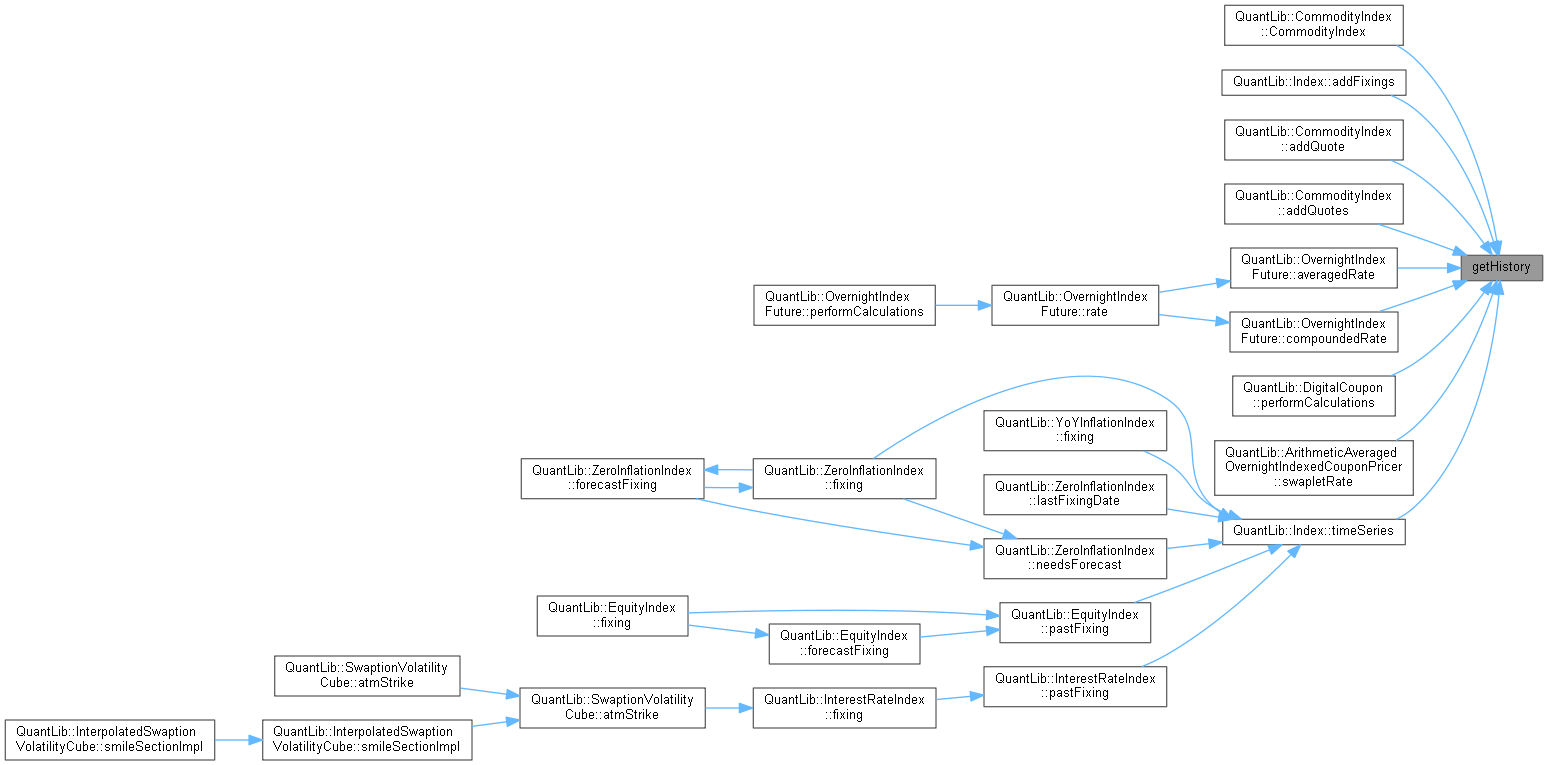 QuantLib::CommodityIndex
::CommodityIndex
QuantLib::Index::addFixings
QuantLib::CommodityIndex
::addQuote
QuantLib::CommodityIndex
::addQuotes
QuantLib::OvernightIndex
Future::averagedRate
getHistory
QuantLib::OvernightIndex
Future::performCalculations
QuantLib::OvernightIndex
Future::rate
QuantLib::OvernightIndex
Future::compoundedRate
QuantLib::DigitalCoupon
::performCalculations
QuantLib::YoYInflationIndex
::fixing
QuantLib::ArithmeticAveraged
OvernightIndexedCouponPricer
::swapletRate
QuantLib::ZeroInflationIndex
::forecastFixing
QuantLib::ZeroInflationIndex
::fixing
QuantLib::ZeroInflationIndex
::lastFixingDate
QuantLib::Index::timeSeries
QuantLib::ZeroInflationIndex
::needsForecast
QuantLib::EquityIndex
::fixing
QuantLib::EquityIndex
::pastFixing
QuantLib::EquityIndex
::forecastFixing
QuantLib::SwaptionVolatility
Cube::atmStrike
QuantLib::InterestRateIndex
::pastFixing
QuantLib::SwaptionVolatility
Cube::atmStrike
QuantLib::InterestRateIndex
::fixing
QuantLib::InterpolatedSwaption
VolatilityCube::smileSectionImpl
QuantLib::InterpolatedSwaption
VolatilityCube::smileSectionImpl